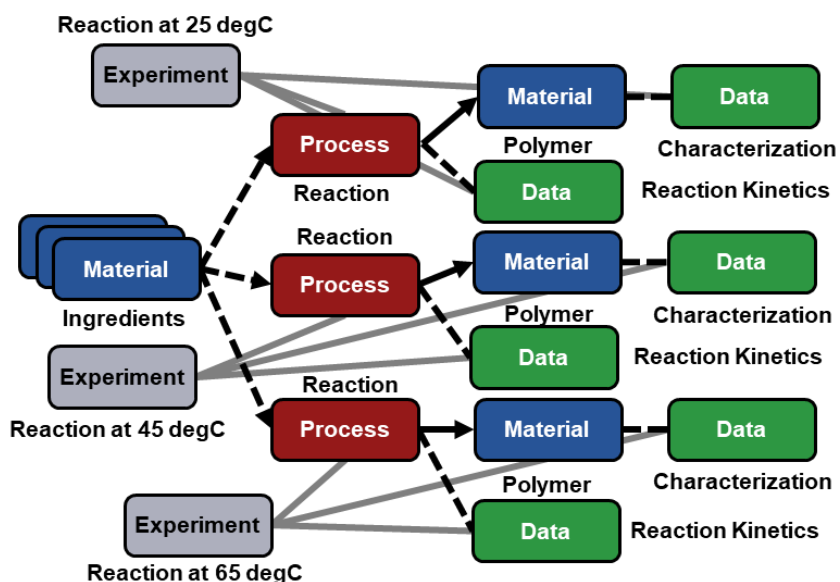 Reaction at 25 degC
Experiment
Material
Data
Process
Polymer
Characterization
Reaction
Data
Reaction Kinetics
Reaction
Material
Ingredients
Process
Material
Data
Polymer
Characterization
Experiment
Data
Reaction Kinetics
Reaction at 45 degC
Reaction
Process
Material
Data
Polymer
Characterization
Experiment
Data
Reaction Kinetics
Reaction at 65 degC